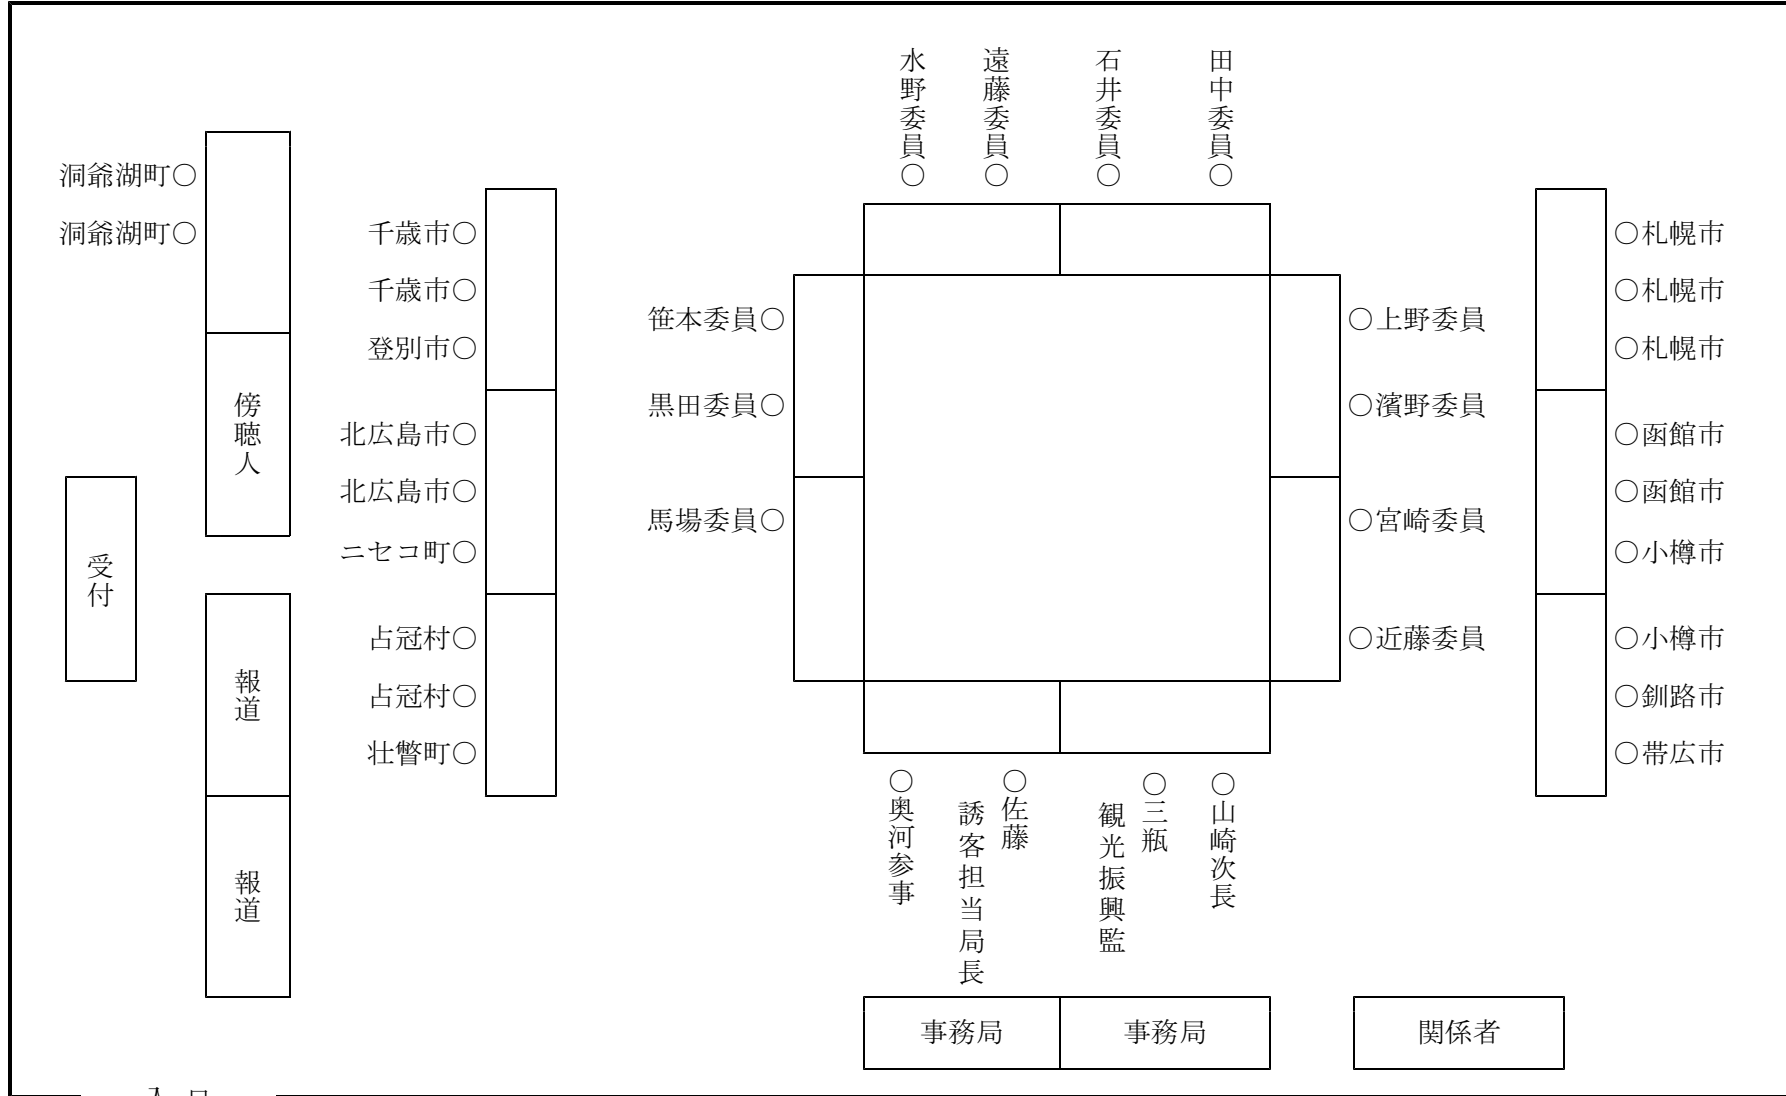 水野委員○
遠藤委員○
石井委員○
田中委員○
洞爺湖町○
洞爺湖町○
傍聴人
受付
報道
報道
千歳市○
千歳市○
登別市○
北広島市○
北広島市○
ニセコ町○
占冠村○
占冠村○
壮瞥町○
笹本委員○
黒田委員○
馬場委員○
○上野委員
○濱野委員
○宮崎委員
○近藤委員
○札幌市
○札幌市
○札幌市
○函館市
○函館市
○小樽市
○小樽市
○釧路市
○帯広市
○奥河参事
○佐藤
誘客担当局長
○三瓶
観光振興監
○山崎次長
事務局
事務局
関係者
入口